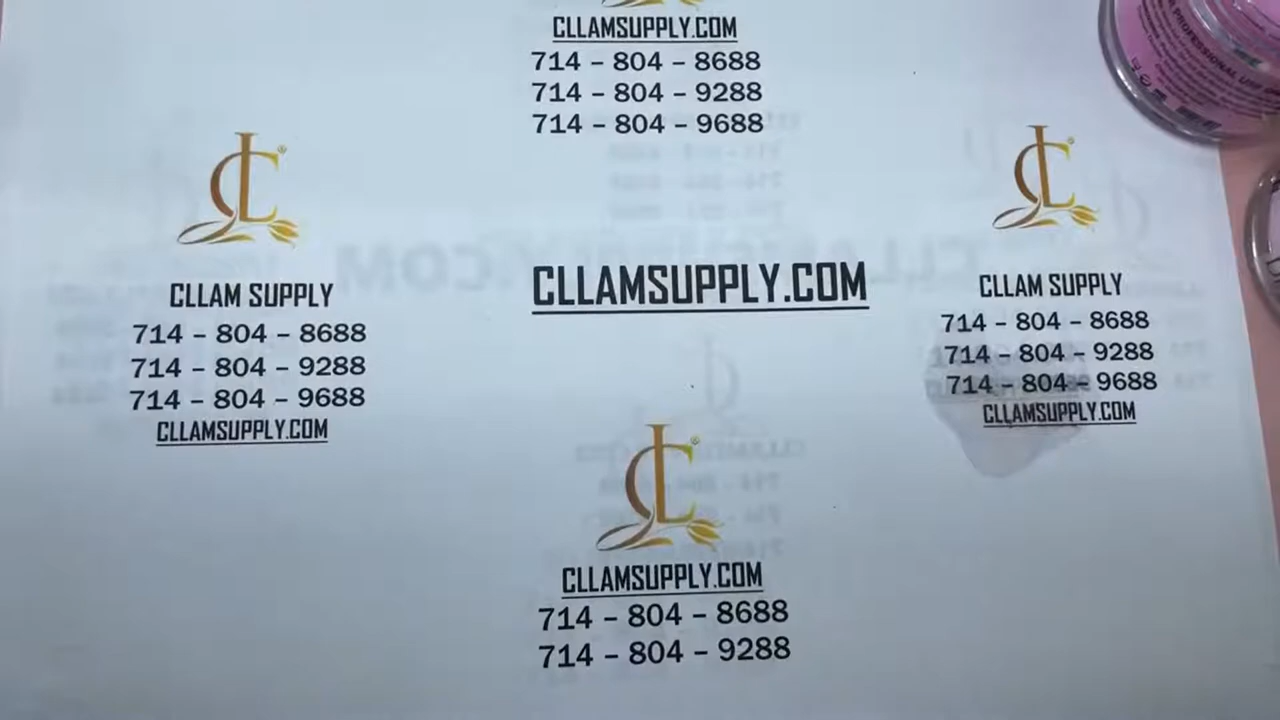 CLLAMSUPPLY.COM
714 – 804 – 8688
714 – 804 – 9288
714 – 804 – 9688
CLLAM SUPPLY
714 – 804 – 8688
714 – 804 – 9288
714 – 804 – 9688
CLLAMSUPPLY.COM
CLLAMSUPPLY.COM
CLLAM SUPPLY
714 – 804 – 8688
714 – 804 – 9288
714 – 804 – 9688
CLLAMSUPPLY.COM
CLLAMSUPPLY.COM
714 – 804 – 8688
714 – 804 – 9288
PROFESSIONAL USE